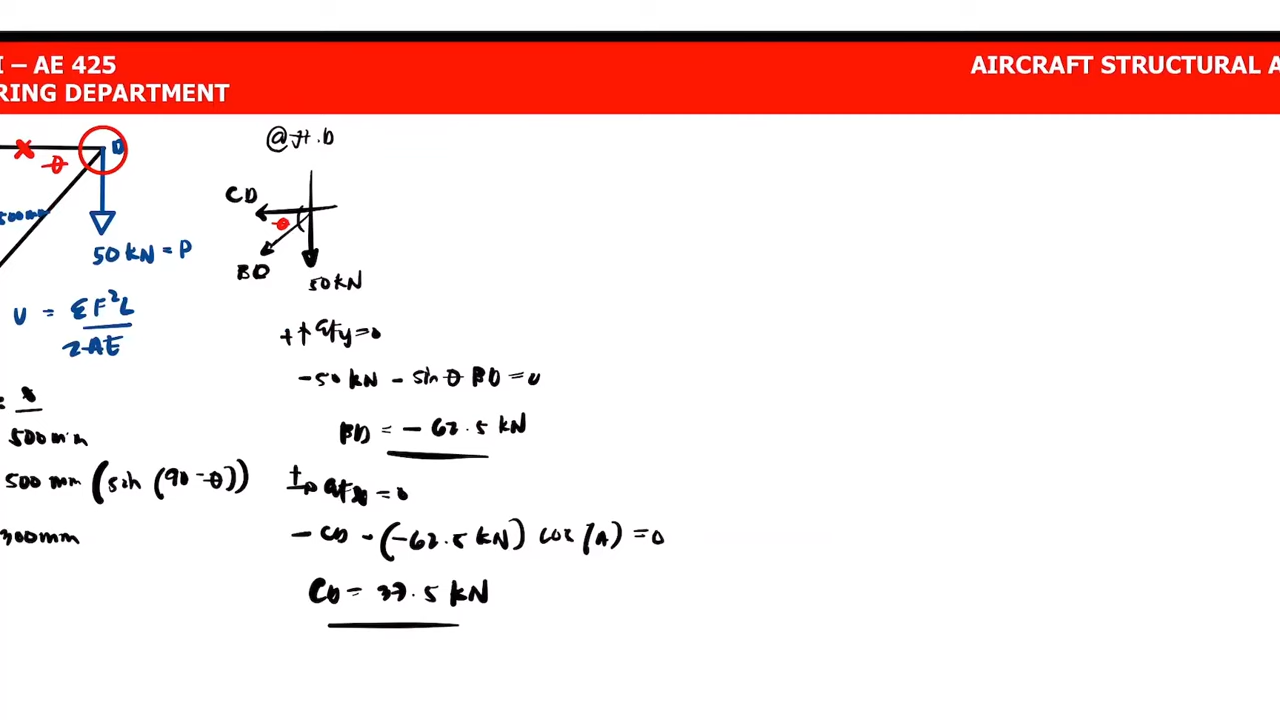 I – AE 425
AIRCRAFT STRUCTURAL A
RING DEPARTMENT
D
θ
500mm
50 kN = P
U = ΣF²L
2AE
500mm
500 mm (sin (90 - θ))
300mm
@ Jt. D
CD
θ
BD
50 kN
+↑ ΣFy = 0
-50 kN - sin θ BD = 0
BD = - 62.5 kN
+→ ΣFx = 0
- CD - (-62.5 kN) cos (A) = 0
CD = 37.5 kN